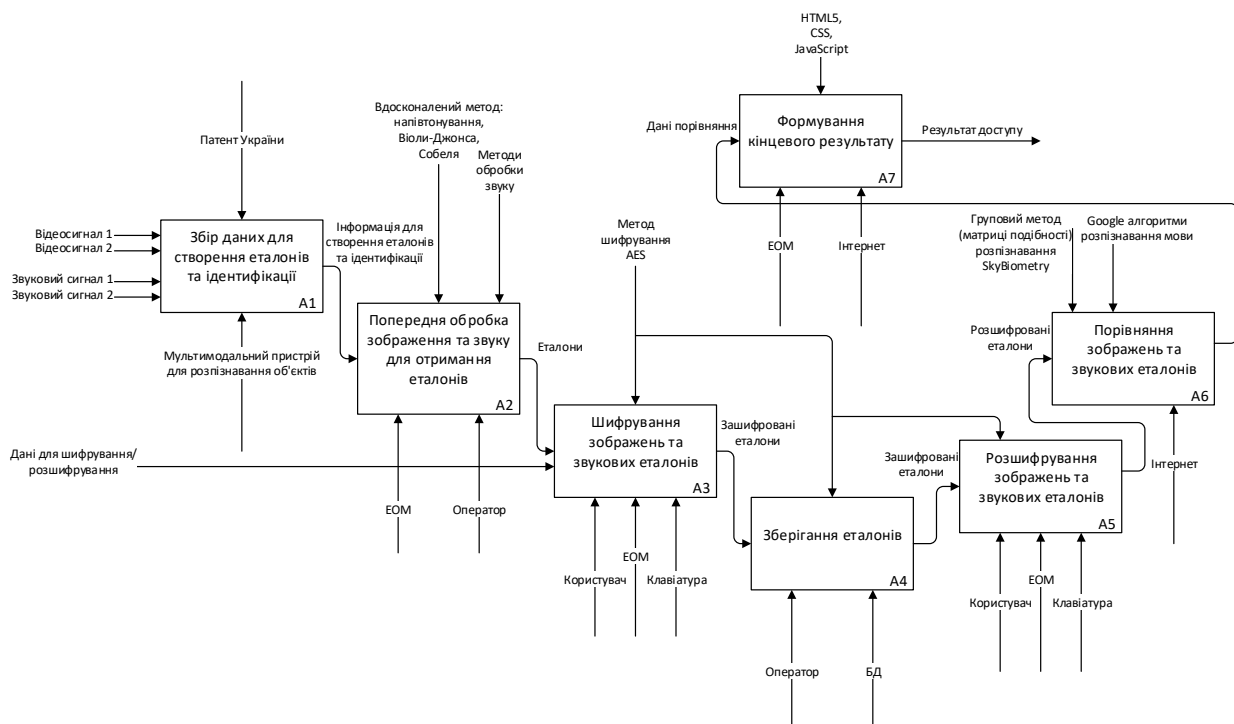 HTML5,
CSS,
JavaScript
Патент України
Вдосконалений метод:
напівтонування,
Віоли-Джонса,
Собеля
Методи
обробки
звуку
Дані порівняння
Формування
кінцевого результату
A7
Результат доступу
Відеосигнал 1
Відеосигнал 2
Звуковий сигнал 1
Звуковий сигнал 2
Збір даних для
створення еталонів
та ідентифікації
A1
Інформація для
створення еталонів
та ідентифікації
Метод
шифрування
AES
ЕОМ
Інтернет
Груповий метод
(матриці подібності)
розпізнавання
SkyBiometry
Google алгоритми
розпізнавання мови
Мультимодальний пристрій
для розпізнавання об'єктів
Попередня обробка
зображення та звуку
для отримання
еталонів
A2
Еталони
Розшифровані
еталони
Порівняння
зображень та
звукових еталонів
A6
Дані для шифрування/
розшифрування
Шифрування
зображень та
звукових еталонів
A3
Зашифровані
еталони
Зашифровані
еталони
Розшифрування
зображень та
звукових еталонів
A5
Інтернет
ЕОМ
Оператор
Зберігання еталонів
A4
Користувач
ЕОМ
Клавіатура
Користувач
ЕОМ
Клавіатура
Оператор
БД